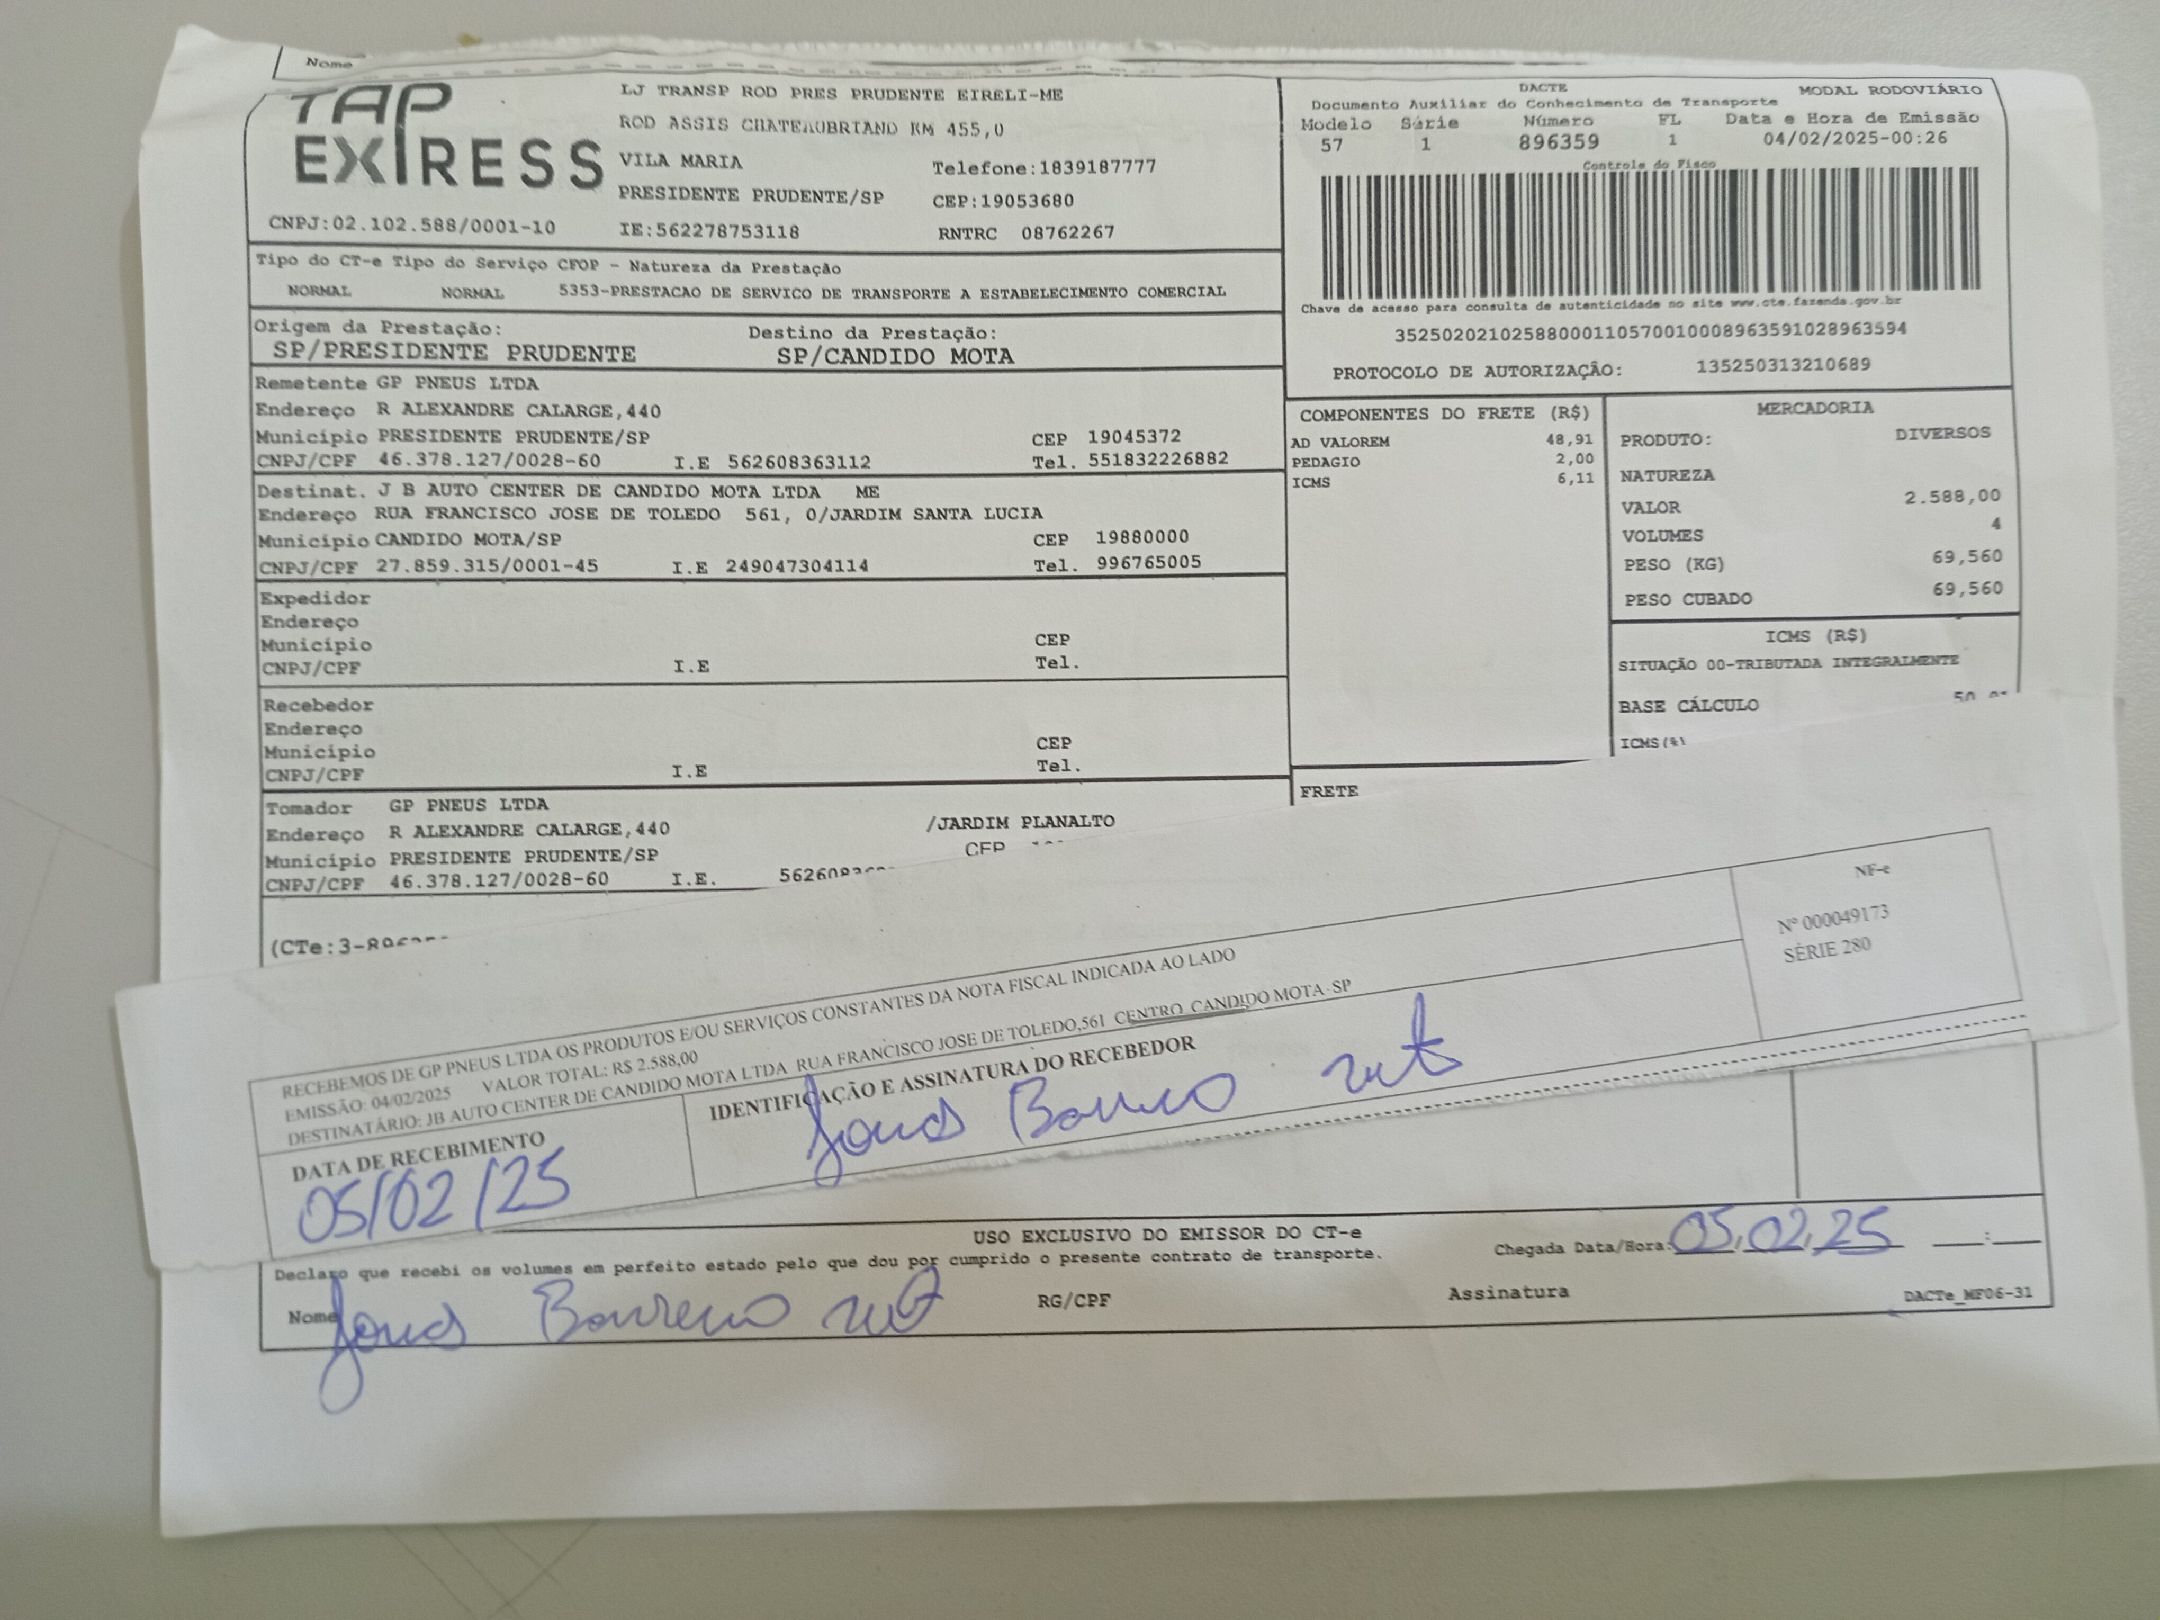 Nome
TAP
EXPRESS
CNPJ:02.102.588/0001-10
LJ TRANSP ROD PRES PRUDENTE EIRELI-ME
ROD ASSIS CHATEAUBRIAND KM 455,0
VILA MARIA Telefone:1839187777
PRESIDENTE PRUDENTE/SP CEP:19053680
IE:562278753118 RNTRC 08762267
DACTE MODAL RODOVIÁRIO
Documento Auxiliar do Conhecimento de Transporte
Modelo Série Número FL Data e Hora de Emissão
57 1 896359 1 04/02/2025-00:26
Controle do Fisco
Chave de acesso para consulta de autenticidade no site www.cte.fazenda.gov.br
35250202102588000110570010008963591028963594
PROTOCOLO DE AUTORIZAÇÃO: 135250313210689
Tipo do CT-e Tipo do Serviço CFOP - Natureza da Prestação
NORMAL NORMAL 5353-PRESTACAO DE SERVICO DE TRANSPORTE A ESTABELECIMENTO COMERCIAL
Origem da Prestação: Destino da Prestação:
SP/PRESIDENTE PRUDENTE SP/CANDIDO MOTA
Remetente GP PNEUS LTDA
Endereço R ALEXANDRE CALARGE,440
Município PRESIDENTE PRUDENTE/SP CEP 19045372
CNPJ/CPF 46.378.127/0028-60 I.E 562608363112 Tel. 551832226882
Destinat. J B AUTO CENTER DE CANDIDO MOTA LTDA ME
Endereço RUA FRANCISCO JOSE DE TOLEDO 561, 0/JARDIM SANTA LUCIA
Município CANDIDO MOTA/SP CEP 19880000
CNPJ/CPF 27.859.315/0001-45 I.E 249047304114 Tel. 996765005
Expedidor
Endereço
Município CEP
CNPJ/CPF I.E Tel.
Recebedor
Endereço
Município CEP
CNPJ/CPF I.E Tel.
Tomador GP PNEUS LTDA
Endereço R ALEXANDRE CALARGE,440 /JARDIM PLANALTO
Município PRESIDENTE PRUDENTE/SP CEP
CNPJ/CPF 46.378.127/0028-60 I.E.
COMPONENTES DO FRETE (R$)
AD VALOREM 48,91
PEDAGIO 2,00
ICMS 6,11
FRETE
MERCADORIA
PRODUTO: DIVERSOS
NATUREZA
VALOR 2.588,00
VOLUMES 4
PESO (KG) 69,560
PESO CUBADO 69,560
ICMS (R$)
SITUAÇÃO 00-TRIBUTADA INTEGRALMENTE
BASE CÁLCULO
ICMS(%)
RECEBEMOS DE GP PNEUS LTDA OS PRODUTOS E/OU SERVIÇOS CONSTANTES DA NOTA FISCAL INDICADA AO LADO
EMISSÃO: 04/02/2025 VALOR TOTAL: R$ 2.588,00
DESTINATÁRIO: JB AUTO CENTER DE CANDIDO MOTA LTDA RUA FRANCISCO JOSE DE TOLEDO,561 CENTRO CANDIDO MOTA-SP
NF-e
Nº 000049173
SÉRIE 280
DATA DE RECEBIMENTO
05/02/25
IDENTIFICAÇÃO E ASSINATURA DO RECEBEDOR
USO EXCLUSIVO DO EMISSOR DO CT-e
Declaro que recebi os volumes em perfeito estado pelo que dou por cumprido o presente contrato de transporte.
Chegada Data/Hora: 05.02.25 :
Nome RG/CPF Assinatura DACTe_MF06-31